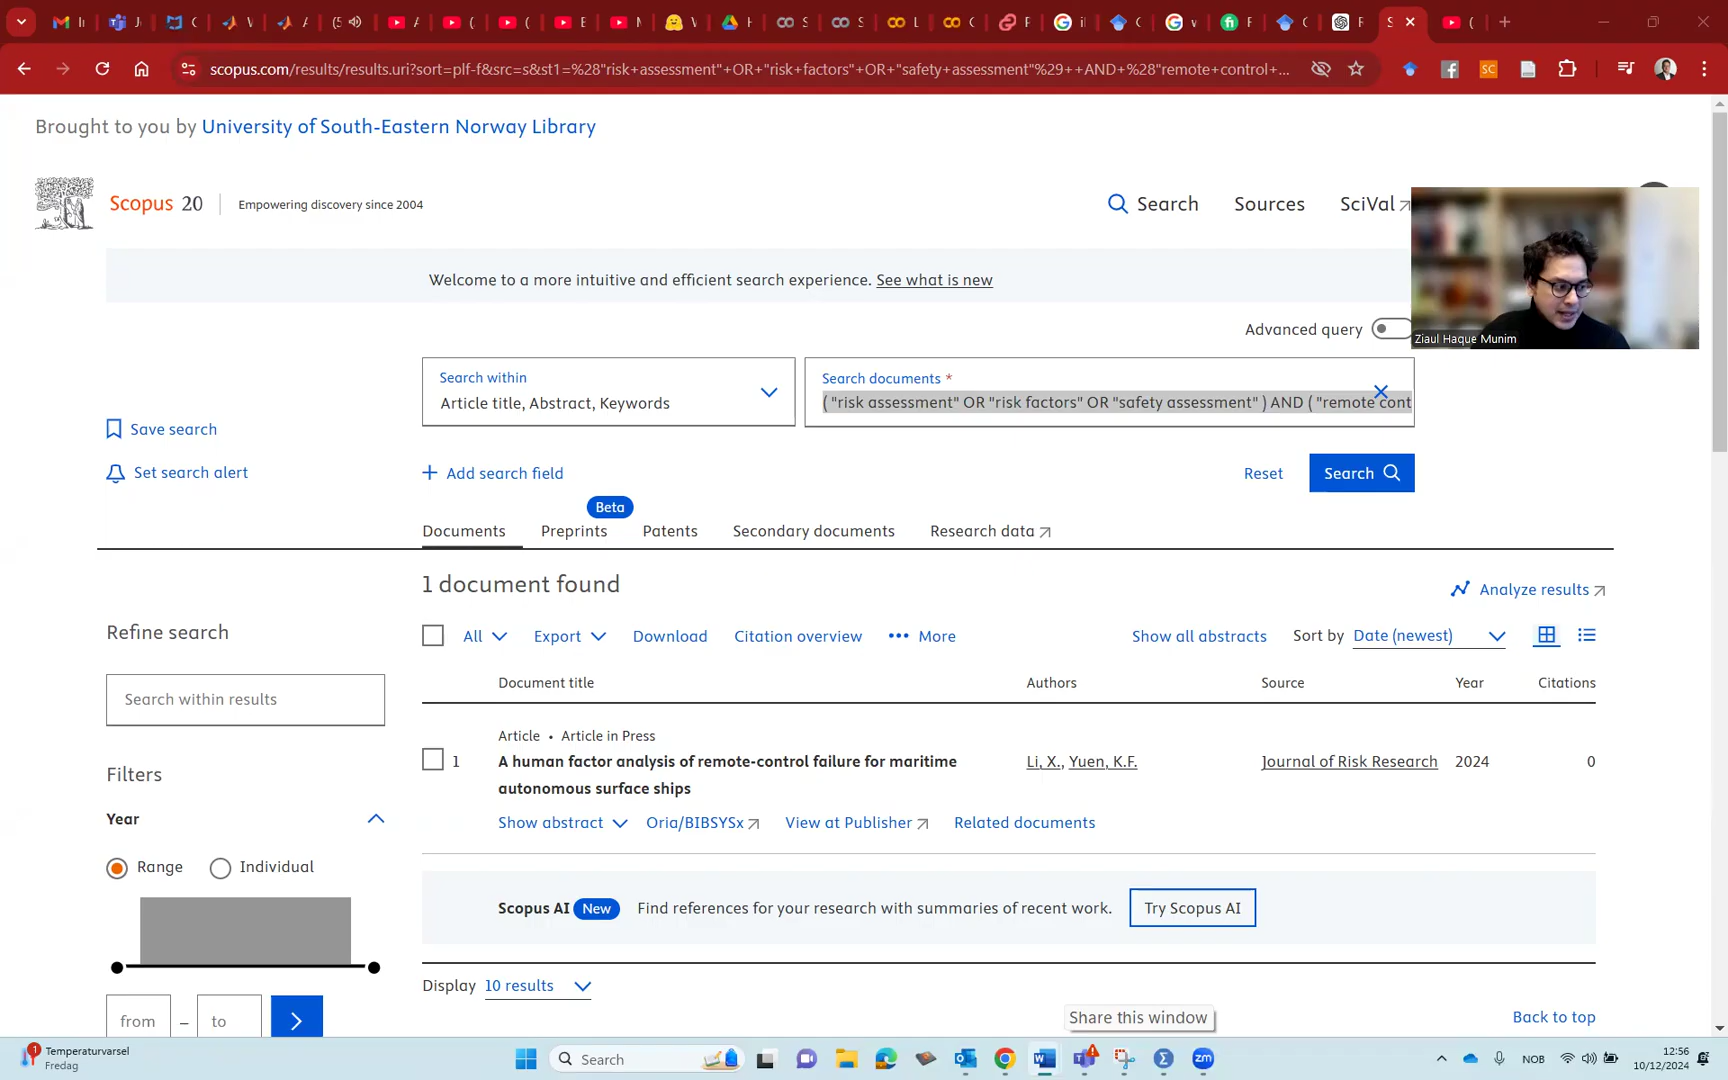 scopus.com/results/results.uri?sort=plf-f&src=s&st1=%28"risk+assessment"+OR+"risk+factors"+OR+"safety+assessment"%29++AND+%28"remote+control+...
SC
Brought to you by University of South-Eastern Norway Library
Scopus 20
Empowering discovery since 2004
Search
Sources
SciVal
Welcome to a more intuitive and efficient search experience. See what is new
Advanced query
Ziaul Haque Munim
Search within
Article title, Abstract, Keywords
Search documents *
( "risk assessment" OR "risk factors" OR "safety assessment" ) AND ( "remote cont
Save search
Set search alert
Add search field
Reset
Search
Beta
Documents
Preprints
Patents
Secondary documents
Research data
1 document found
Analyze results
Refine search
All
Export
Download
Citation overview
More
Show all abstracts
Sort by Date (newest)
Search within results
Document title
Authors
Source
Year
Citations
Article • Article in Press
1
A human factor analysis of remote-control failure for maritime
autonomous surface ships
Li, X., Yuen, K.F.
Journal of Risk Research
2024
0
Show abstract
Oria/BIBSYSx
View at Publisher
Related documents
Filters
Year
Range
Individual
from
–
to
Scopus AI New Find references for your research with summaries of recent work.
Try Scopus AI
Display 10 results
Share this window
Back to top
1
Temperaturvarsel
Fredag
Search
zm
NOB
12:56
10/12/2024